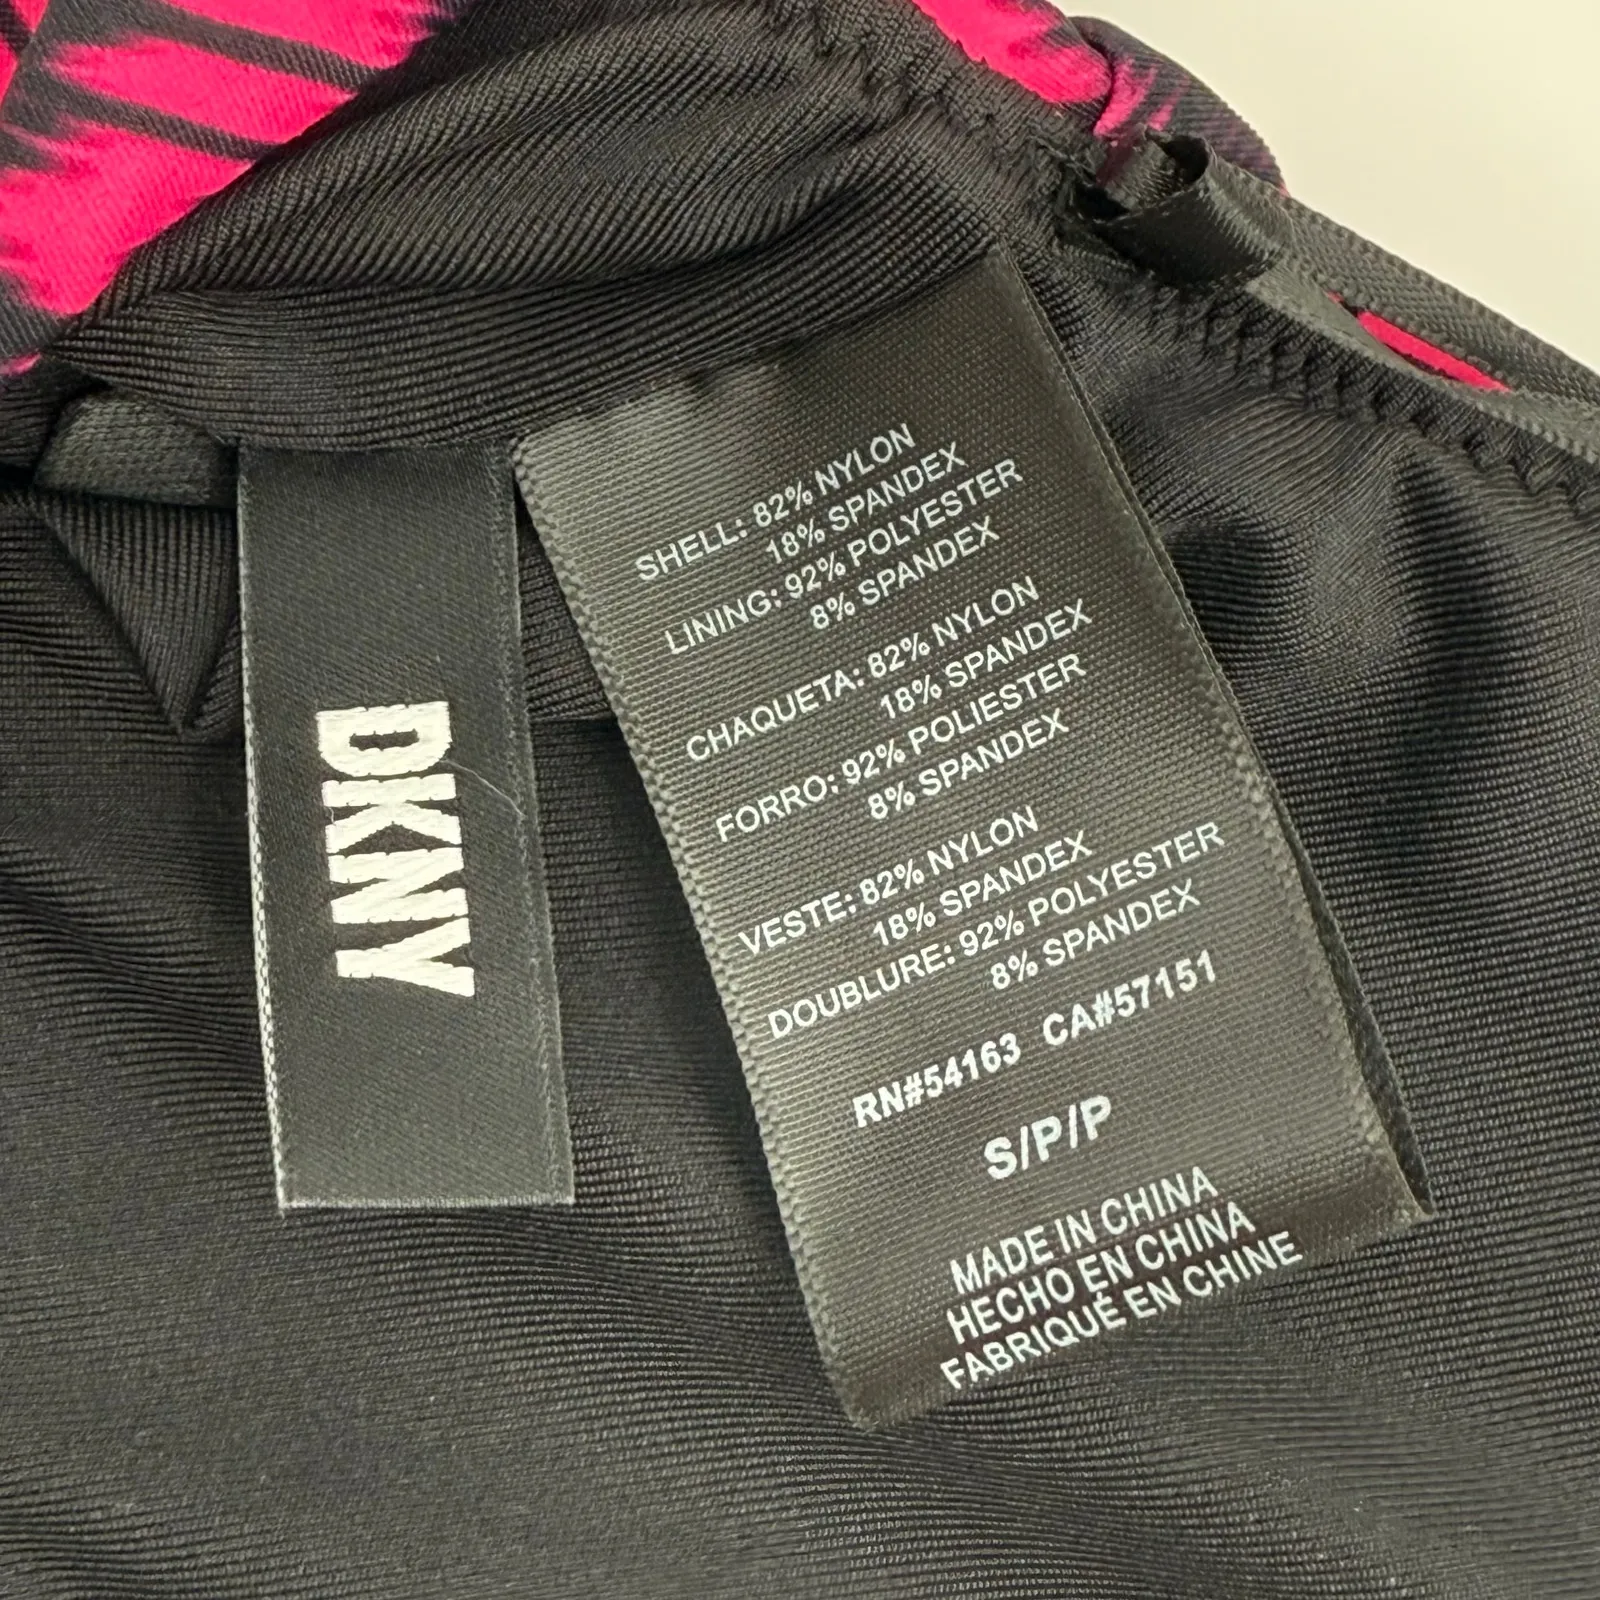 DKNY
SHELL: 82% NYLON
18% SPANDEX
LINING: 92% POLYESTER
8% SPANDEX
CHAQUETA: 82% NYLON
18% SPANDEX
FORRO: 92% POLIESTER
8% SPANDEX
VESTE: 82% NYLON
18% SPANDEX
DOUBLURE: 92% POLYESTER
8% SPANDEX
RN#54163 CA#57151
S/P/P
MADE IN CHINA
HECHO EN CHINA
FABRIQUÉ EN CHINE